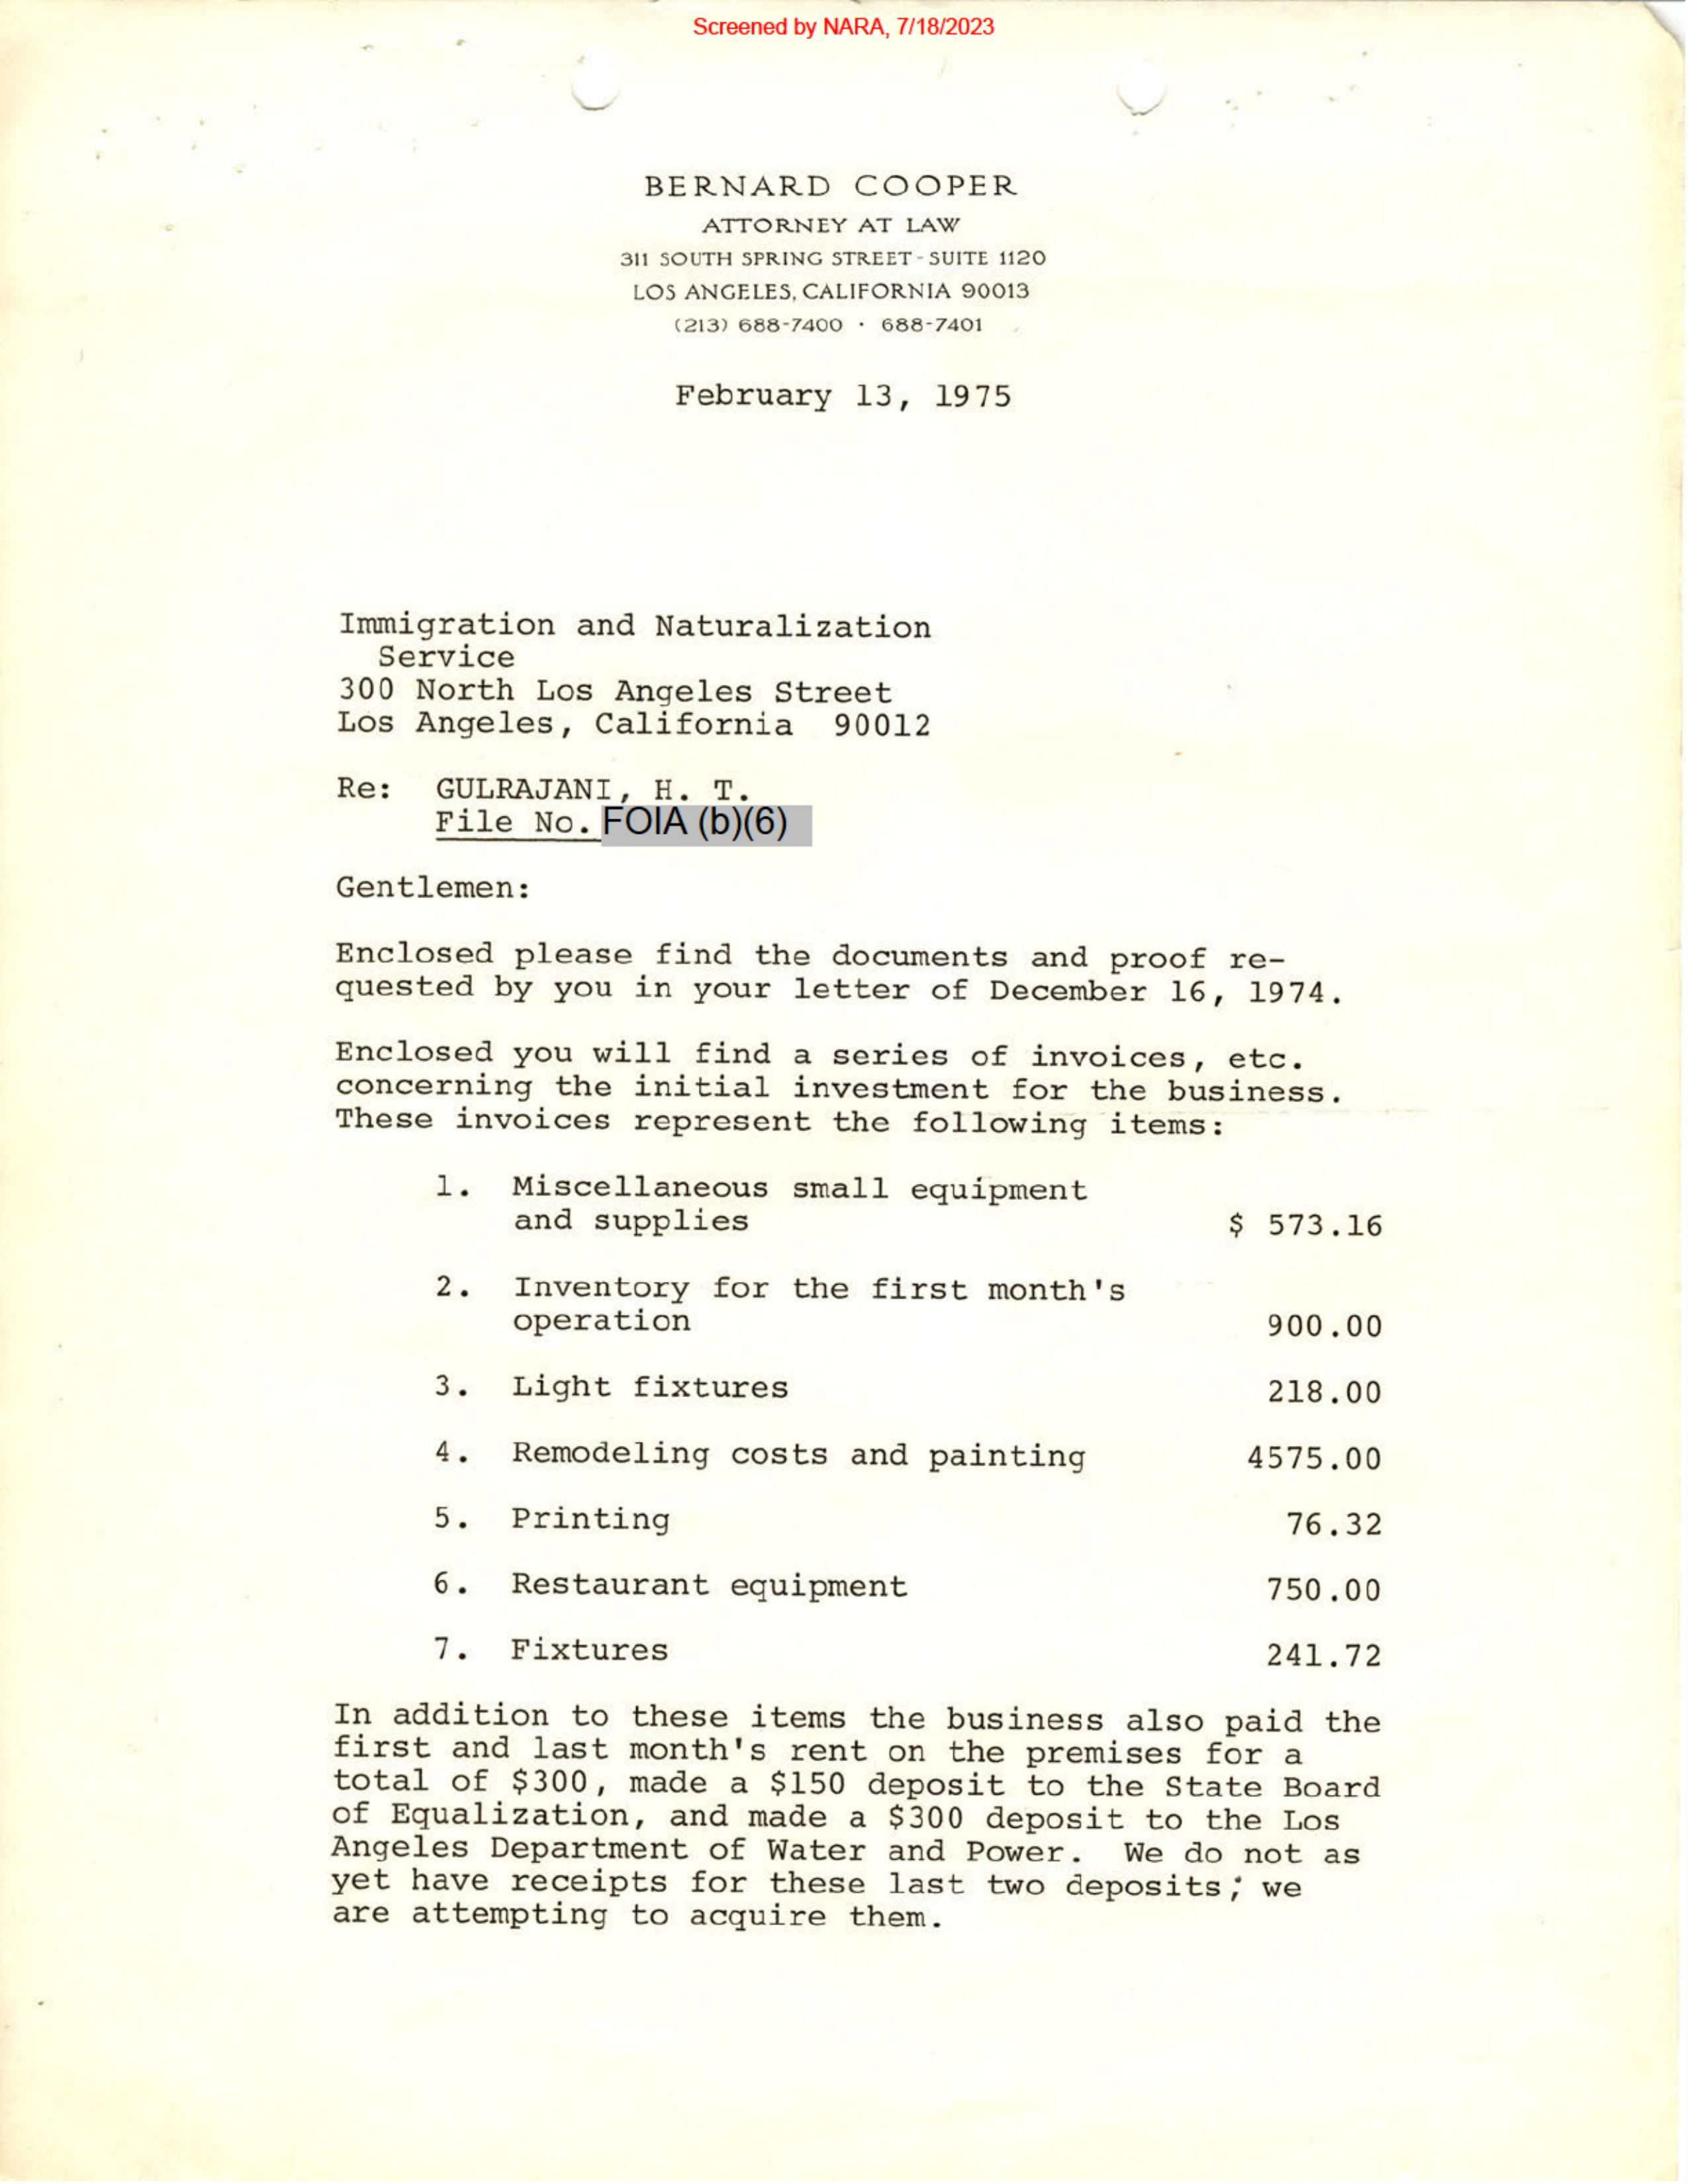 Screened by NARA, 7/18/2023
BERNARD COOPER
ATTORNEY AT LAW
311 SOUTH SPRING STREET - SUITE 1120
LOS ANGELES, CALIFORNIA 90013
(213) 688-7400 · 688-7401
February 13, 1975
Immigration and Naturalization
Service
300 North Los Angeles Street
Los Angeles, California 90012
Re: GULRAJANI, H. T.
File No. FOIA (b)(6)
Gentlemen:
Enclosed please find the documents and proof re-
quested by you in your letter of December 16, 1974.
Enclosed you will find a series of invoices, etc.
concerning the initial investment for the business.
These invoices represent the following items:
1. Miscellaneous small equipment
and supplies $ 573.16
2. Inventory for the first month's
operation 900.00
3. Light fixtures 218.00
4. Remodeling costs and painting 4575.00
5. Printing 76.32
6. Restaurant equipment 750.00
7. Fixtures 241.72
In addition to these items the business also paid the
first and last month's rent on the premises for a
total of $300, made a $150 deposit to the State Board
of Equalization, and made a $300 deposit to the Los
Angeles Department of Water and Power. We do not as
yet have receipts for these last two deposits; we
are attempting to acquire them.